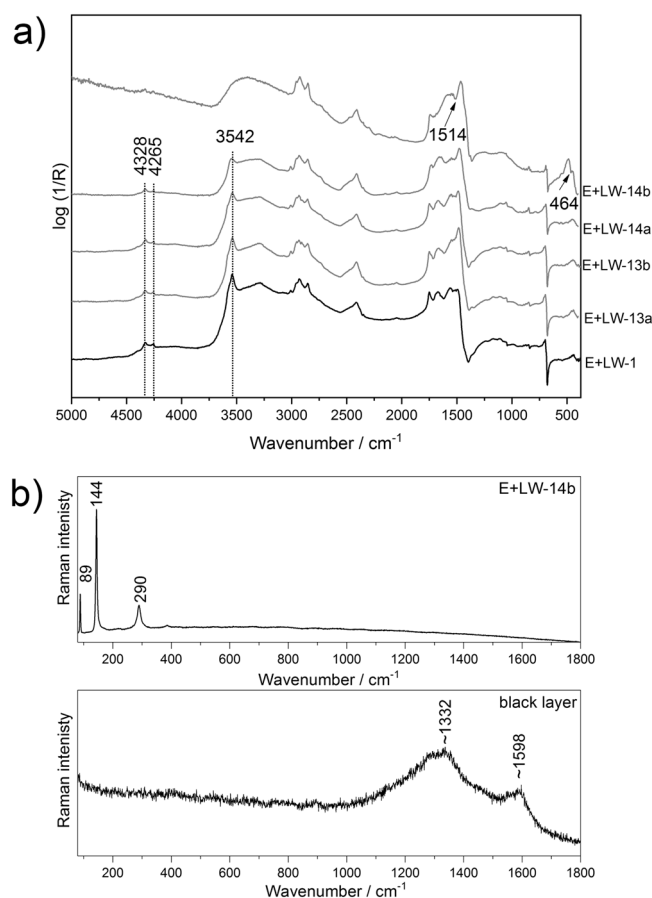 a)
log (1/R)
4328
4265
3542
1514
464
E+LW-14b
E+LW-14a
E+LW-13b
E+LW-13a
E+LW-1
5000 4500 4000 3500 3000 2500 2000 1500 1000 500
Wavenumber / cm⁻¹
b)
E+LW-14b
Raman intenisty
89
144
290
200 400 600 800 1000 1200 1400 1600 1800
Wavenumber / cm⁻¹
black layer
Raman intenisty
~1332
~1598
200 400 600 800 1000 1200 1400 1600 1800
Wavenumber / cm⁻¹